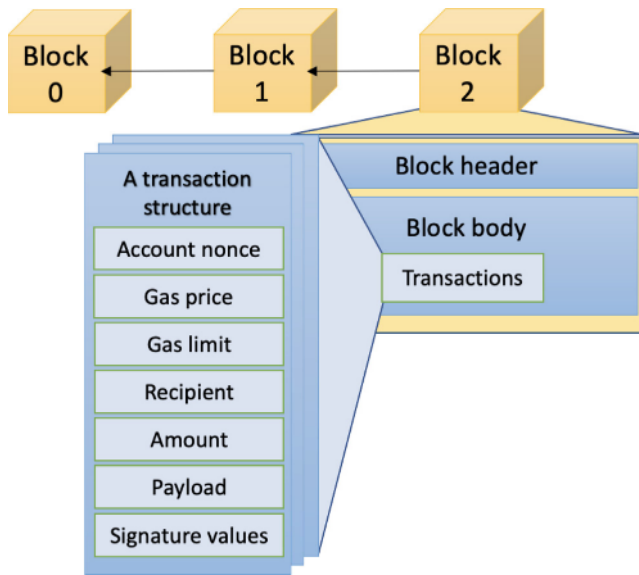 Block
0
Block
1
Block
2
Block header
Block body
Transactions
A transaction
structure
Account nonce
Gas price
Gas limit
Recipient
Amount
Payload
Signature values